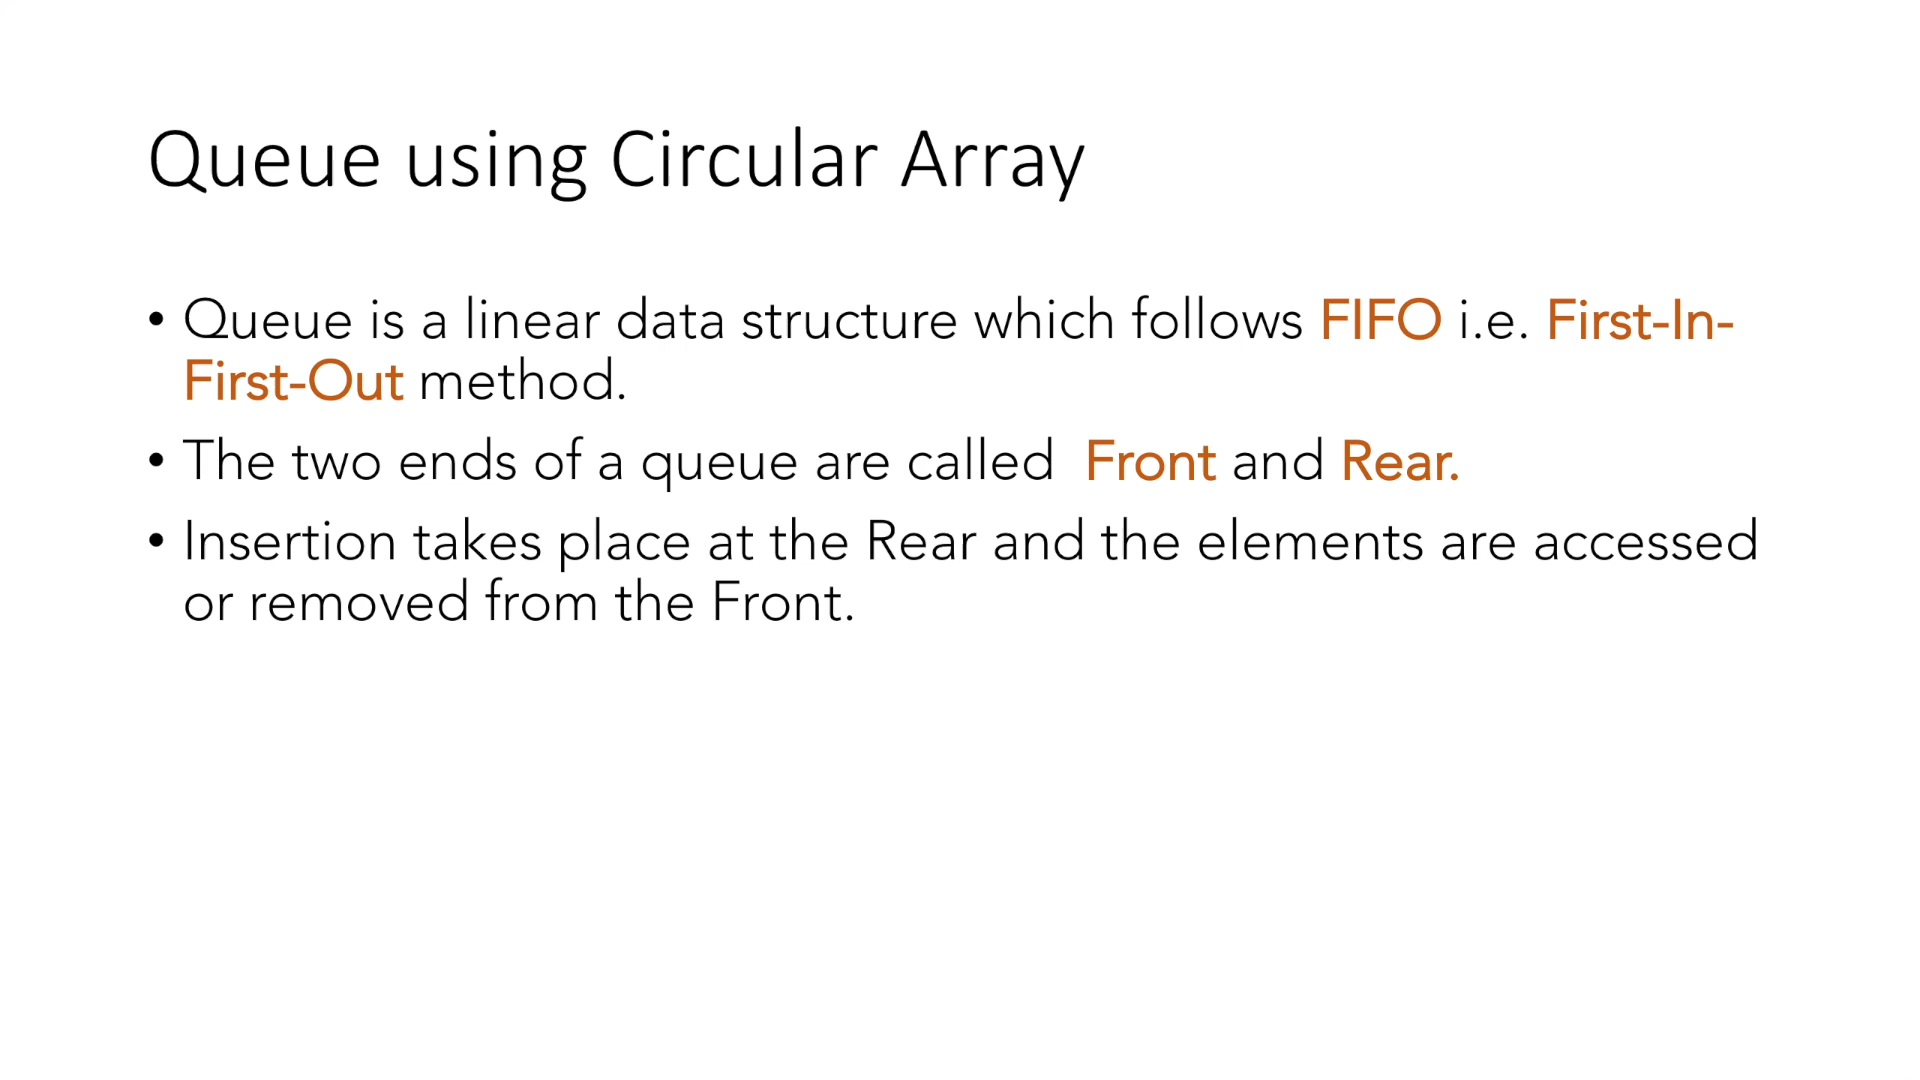 Queue using Circular Array
• Queue is a linear data structure which follows FIFO i.e. First-In-
First-Out method.
• The two ends of a queue are called  Front and Rear.
• Insertion takes place at the Rear and the elements are accessed
or removed from the Front.